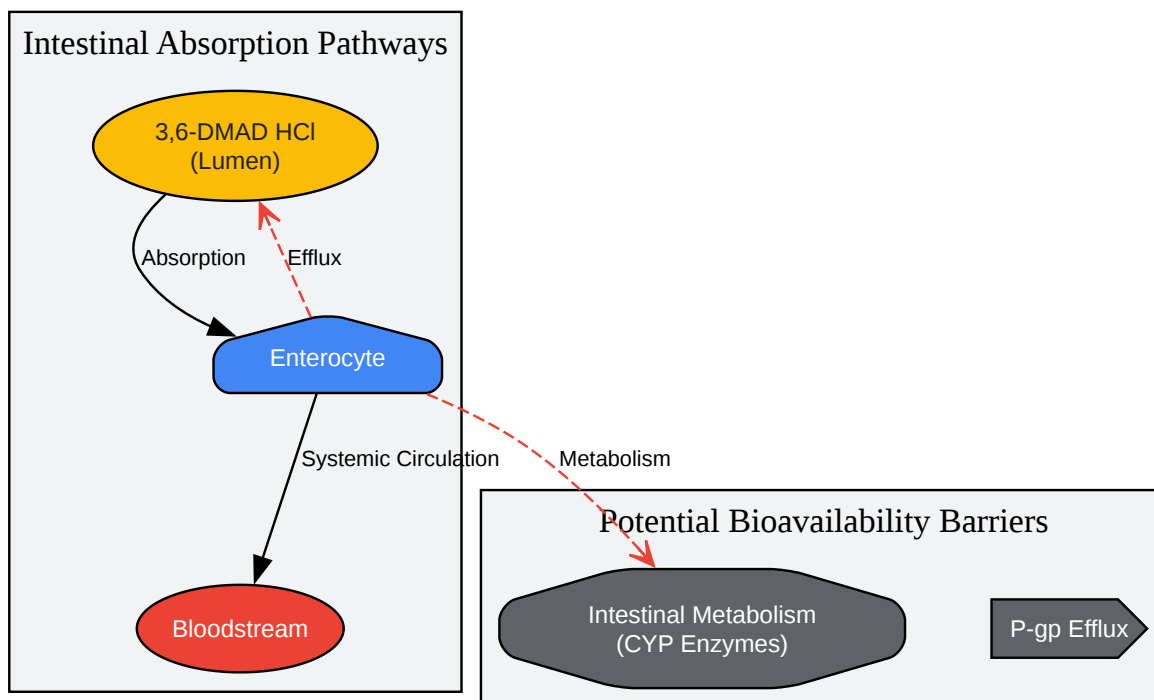 Intestinal Absorption Pathways
3,6-DMAD HCl
(Lumen)
Absorption
Efflux
Enterocyte
Systemic Circulation
Metabolism
Potential Bioavailability Barriers
Intestinal Metabolism
(CYP Enzymes)
P-gp Efflux
Bloodstream